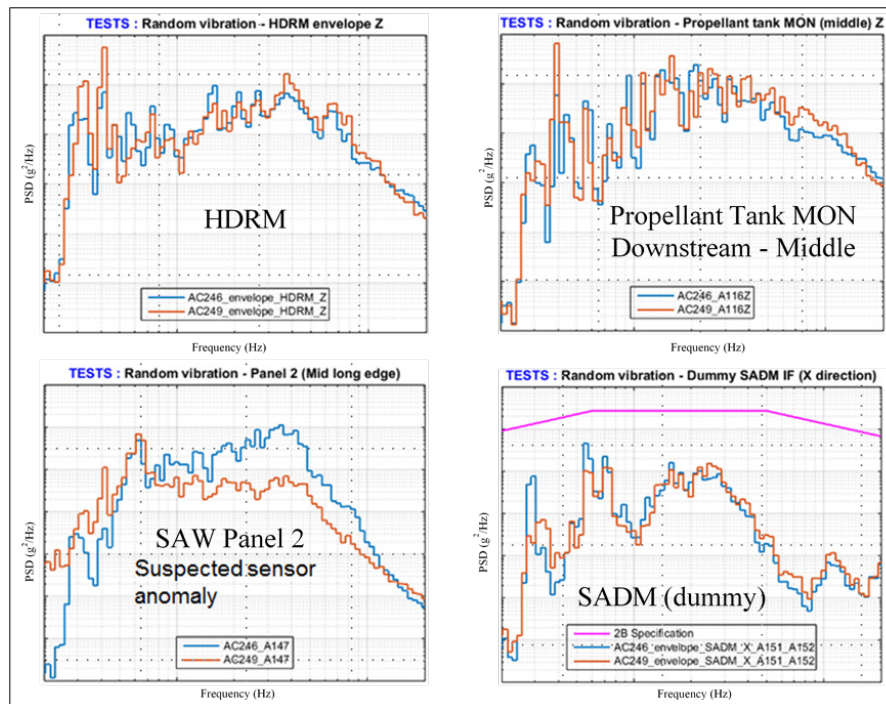 TESTS : Random vibration - HDRM envelope Z
PSD (g²/Hz)
HDRM
AC246_envelope_HDRM_Z
AC249_envelope_HDRM_Z
Frequency (Hz)
TESTS : Random vibration - Propellant tank MON (middle) Z
PSD (g²/Hz)
Propellant Tank MON
Downstream - Middle
AC246_A116Z
AC249_A116Z
Frequency (Hz)
TESTS : Random vibration - Panel 2 (Mid long edge)
PSD (g²/Hz)
SAW Panel 2
Suspected sensor
anomaly
AC246_A147
AC249_A147
Frequency (Hz)
TESTS : Random vibration - Dummy SADM IF (X direction)
PSD (g²/Hz)
SADM (dummy)
2B Specification
AC246_envelope_SADM_X_A151_A152
AC249_envelope_SADM_X_A151_A152
Frequency (Hz)